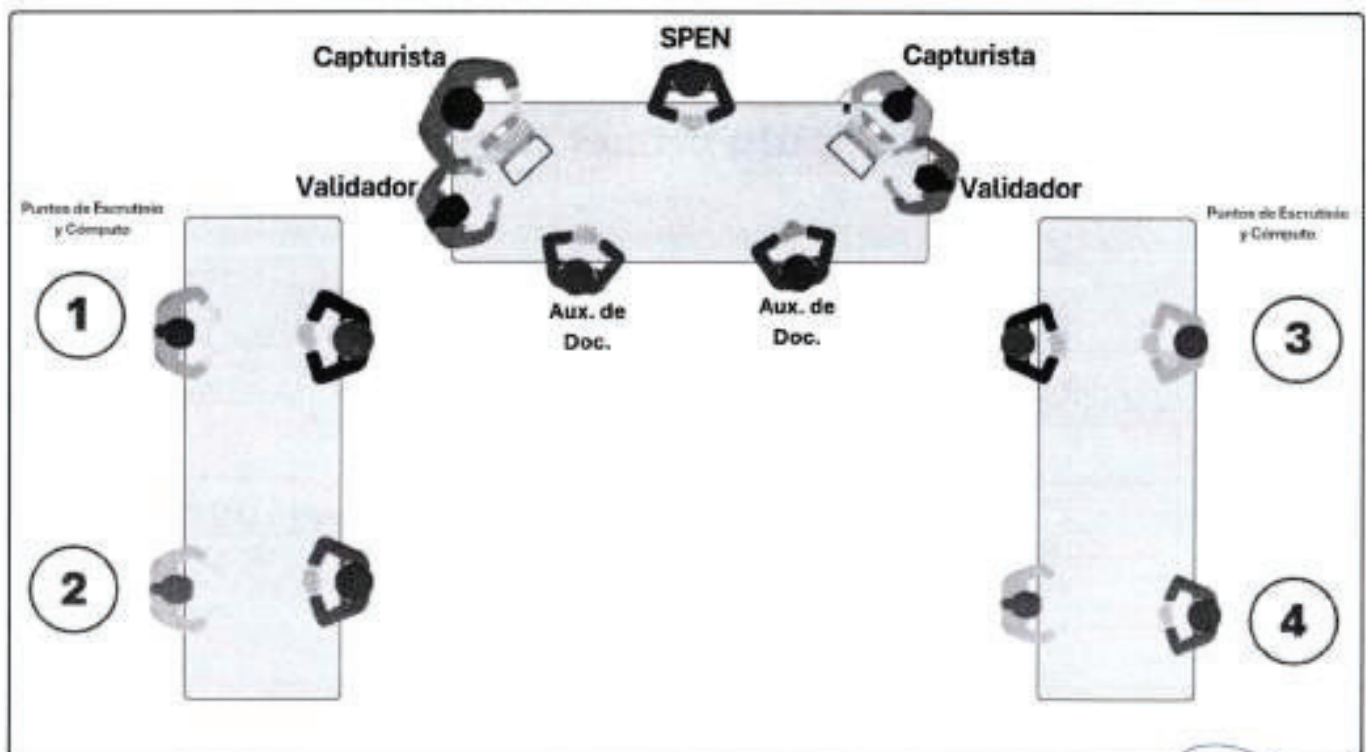 SPEN
Capturista
Capturista
Validador
Validador
Puntos de Escrutinio
y Cómputo
Puntos de Escrutinio
y Cómputo
1
Aux. de
Doc.
Aux. de
Doc.
3
2
4